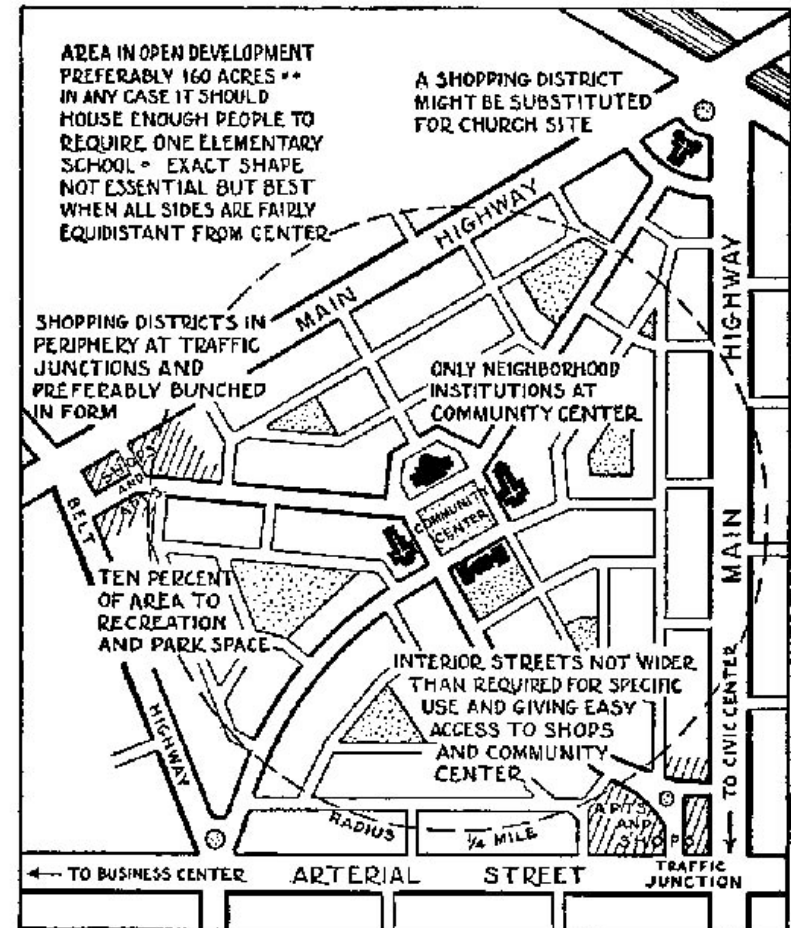 AREA IN OPEN DEVELOPMENT
PREFERABLY 160 ACRES **
IN ANY CASE IT SHOULD
HOUSE ENOUGH PEOPLE TO
REQUIRE ONE ELEMENTARY
SCHOOL * EXACT SHAPE
NOT ESSENTIAL BUT BEST
WHEN ALL SIDES ARE FAIRLY
EQUIDISTANT FROM CENTER
A SHOPPING DISTRICT
MIGHT BE SUBSTITUTED
FOR CHURCH SITE
MAIN HIGHWAY
HIGHWAY
MAIN
SHOPPING DISTRICTS IN
PERIPHERY AT TRAFFIC
JUNCTIONS AND
PREFERABLY BUNCHED
IN FORM
ONLY NEIGHBORHOOD
INSTITUTIONS AT
COMMUNITY CENTER
SHOPS
AND
APTS
BELT
HIGHWAY
COMMUNITY
CENTER
TEN PERCENT
OF AREA TO
RECREATION
AND PARK SPACE
INTERIOR STREETS NOT WIDER
THAN REQUIRED FOR SPECIFIC
USE AND GIVING EASY
ACCESS TO SHOPS
AND COMMUNITY
CENTER
TO CIVIC CENTER
RADIUS 1/4 MILE
APTS
AND
SHOPS
TRAFFIC
JUNCTION
← TO BUSINESS CENTER
ARTERIAL STREET